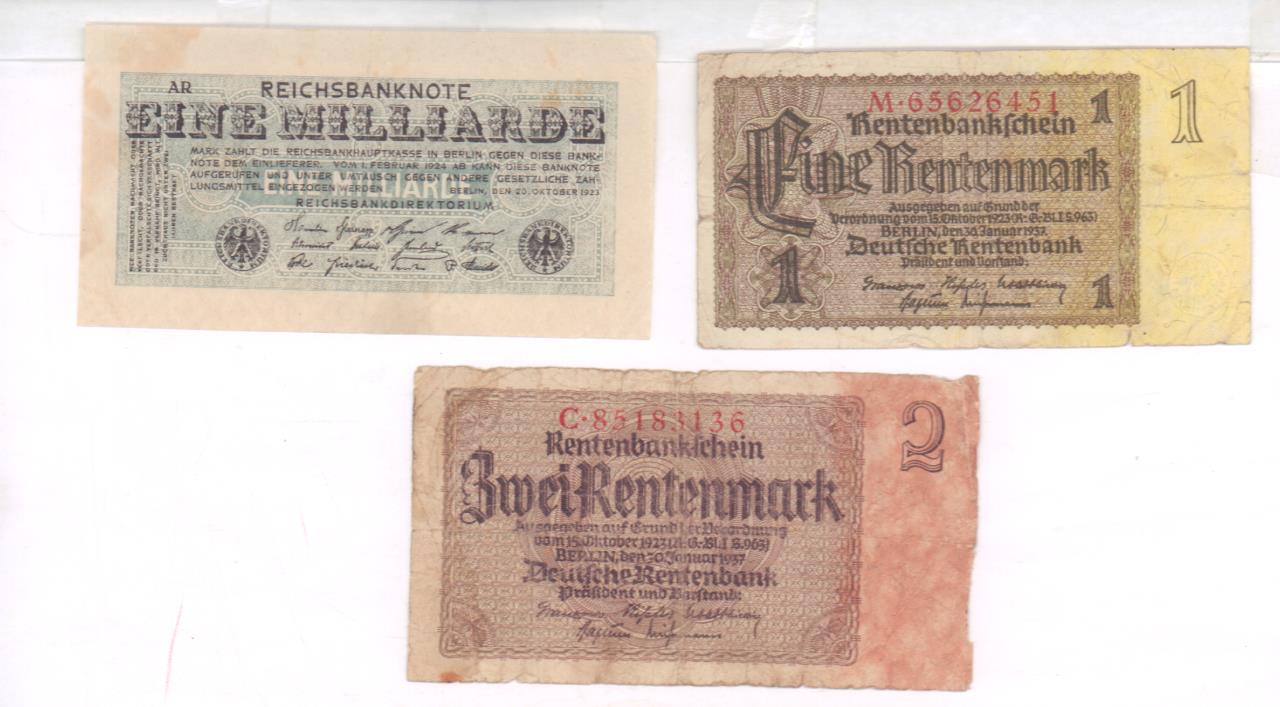 AR
REICHSBANKNOTE
EINE MILLIARDE
MARK ZAHLT DIE REICHSBANKHAUPTKASSE IN BERLIN GEGEN DIESE BANK-
NOTE DEM EINLIEFERER. VOM 1. FEBRUAR 1924 AB KANN DIESE BANKNOTE
AUFGERUFEN UND UNTER UMTAUSCH GEGEN ANDERE GESETZLICHE ZAH-
LUNGSMITTEL EINGEZOGEN WERDEN
BERLIN, DEN 20. OKTOBER 1923
REICHSBANKDIREKTORIUM
M·65626451
Rentenbankschein
1
1
Eine Rentenmark
Ausgegeben auf Grund der
Verordnung vom 15. Oktober 1923 (R.-G.-Bl. I S. 963)
BERLIN, den 30. Januar 1937.
Deutsche Rentenbank
Präsident und Vorstand:
1
1
C·85183136
2
Rentenbankschein
Zwei Rentenmark
Ausgegeben auf Grund der Verordnung
vom 15. Oktober 1923 (R.-G.-Bl. I S. 963)
BERLIN, den 30. Januar 1937
Deutsche Rentenbank
Präsident und Vorstand: